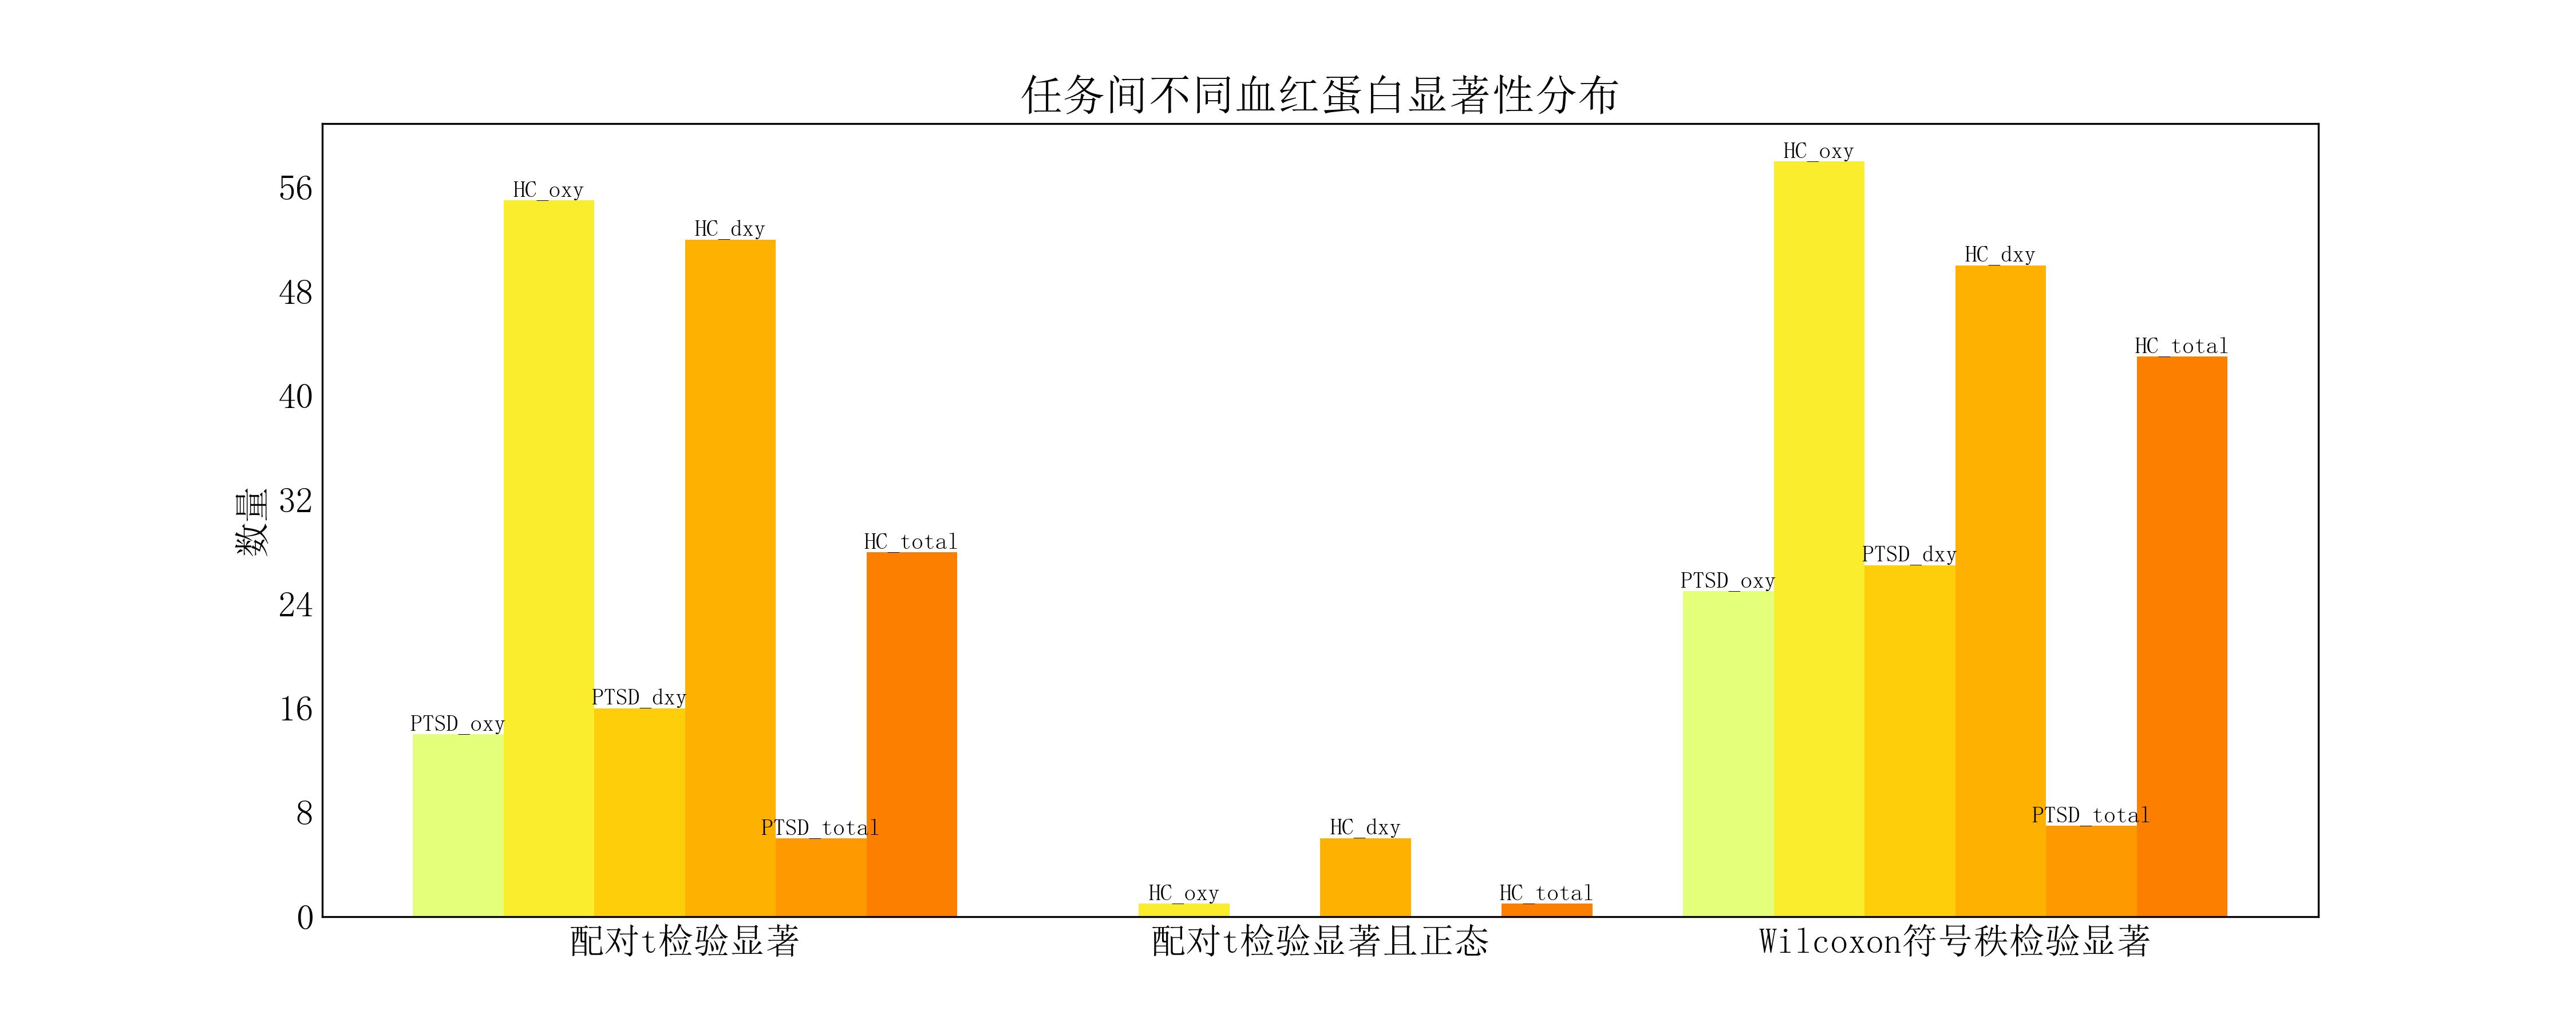 任务间不同血红蛋白显著性分布
数量
56
48
40
32
24
16
8
0
PTSD_oxy
HC_oxy
PTSD_dxy
HC_dxy
PTSD_total
HC_total
HC_oxy
HC_dxy
HC_total
PTSD_oxy
HC_oxy
PTSD_dxy
HC_dxy
PTSD_total
HC_total
配对t检验显著
配对t检验显著且正态
Wilcoxon符号秩检验显著